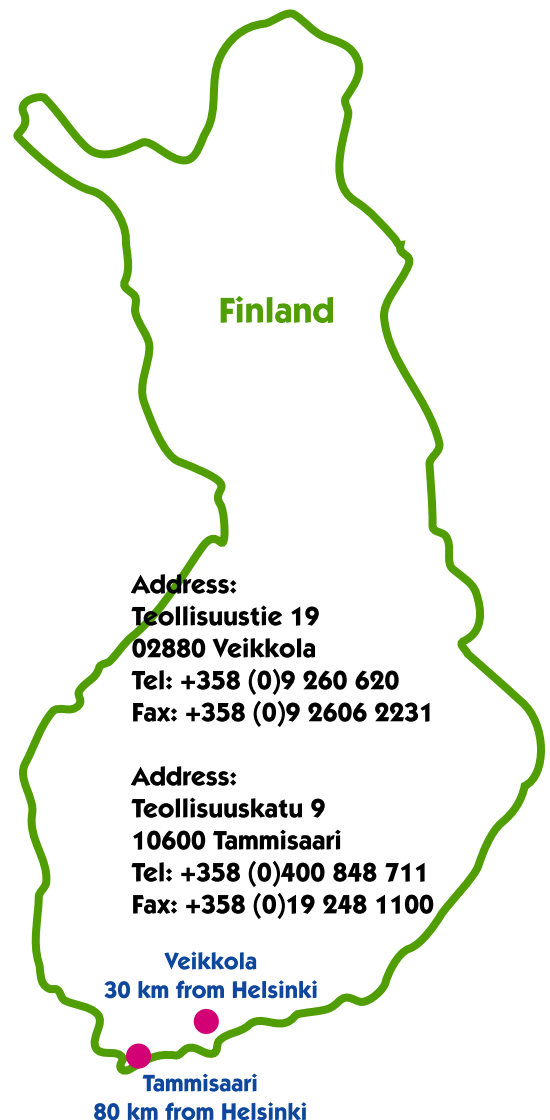 Finland
Address:
Teollisuustie 19
02880 Veikkola
Tel: +358 (0)9 260 620
Fax: +358 (0)9 2606 2231
Address:
Teollisuuskatu 9
10600 Tammisaari
Tel: +358 (0)400 848 711
Fax: +358 (0)19 248 1100
Veikkola
30 km from Helsinki
Tammisaari
80 km from Helsinki